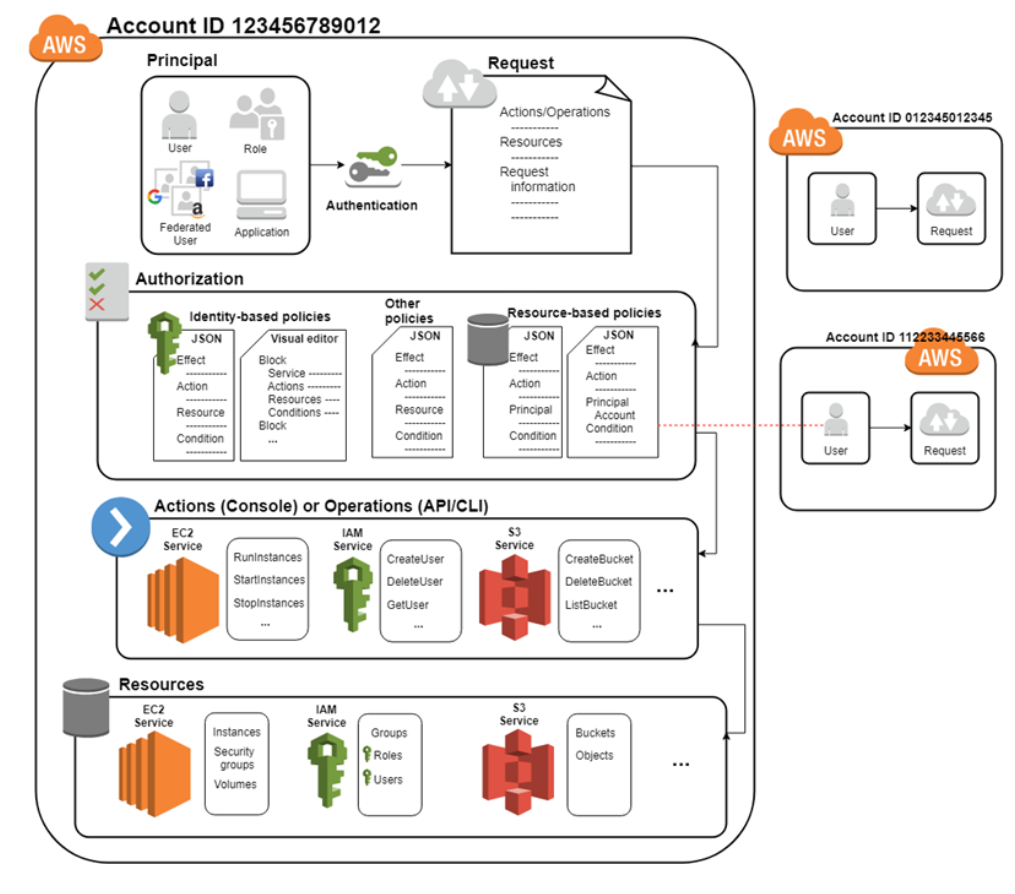 Account ID 123456789012
AWS
Principal
User
Role
G
f
a
Federated
User
Application
Authentication
Request
Actions/Operations
-----------
Resources
-----------
Request
information
-----------
-----------
Account ID 012345012345
AWS
User
Request
Authorization
Identity-based policies
JSON
Effect
-----------
Action
-----------
Resource
-----------
Condition
-----------
Visual editor
Block
Service ---------
Actions ---------
Resources ----
Conditions ----
Block
...
Other
policies
JSON
Effect
-----------
Action
-----------
Resource
-----------
Condition
-----------
Resource-based policies
JSON
Effect
-----------
Action
-----------
Principal
-----------
Condition
-----------
JSON
Effect
-----------
Action
-----------
Principal
Account
Condition
-----------
Account ID 112233445566
AWS
User
Request
Actions (Console) or Operations (API/CLI)
EC2
Service
RunInstances
StartInstances
StopInstances
...
IAM
Service
CreateUser
DeleteUser
GetUser
...
S3
Service
CreateBucket
DeleteBucket
ListBucket
...
...
Resources
EC2
Service
Instances
Security
groups
Volumes
IAM
Service
Groups
Roles
Users
S3
Service
Buckets
Objects
...